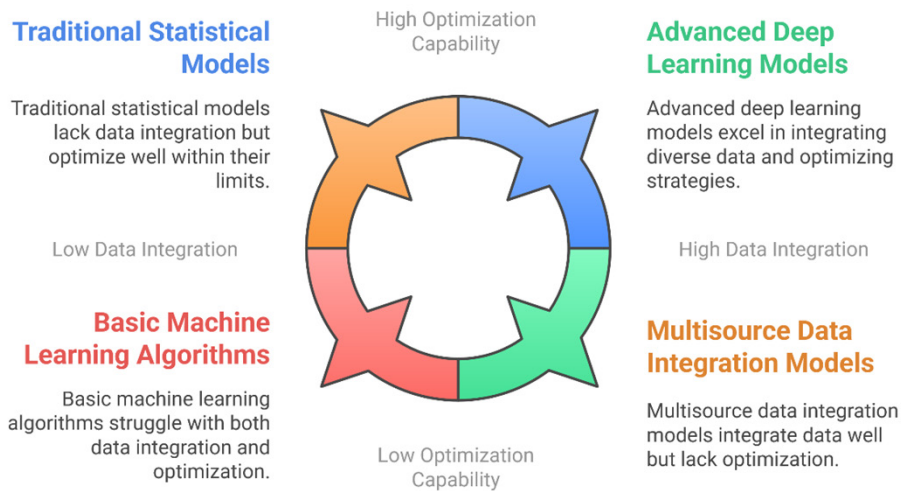 High Optimization
Capability
Traditional Statistical
Models
Traditional statistical models
lack data integration but
optimize well within their
limits.
Advanced Deep
Learning Models
Advanced deep learning
models excel in integrating
diverse data and optimizing
strategies.
Low Data Integration
High Data Integration
Basic Machine
Learning Algorithms
Basic machine learning
algorithms struggle with both
data integration and
optimization.
Multisource Data
Integration Models
Multisource data integration
models integrate data well
but lack optimization.
Low Optimization
Capability